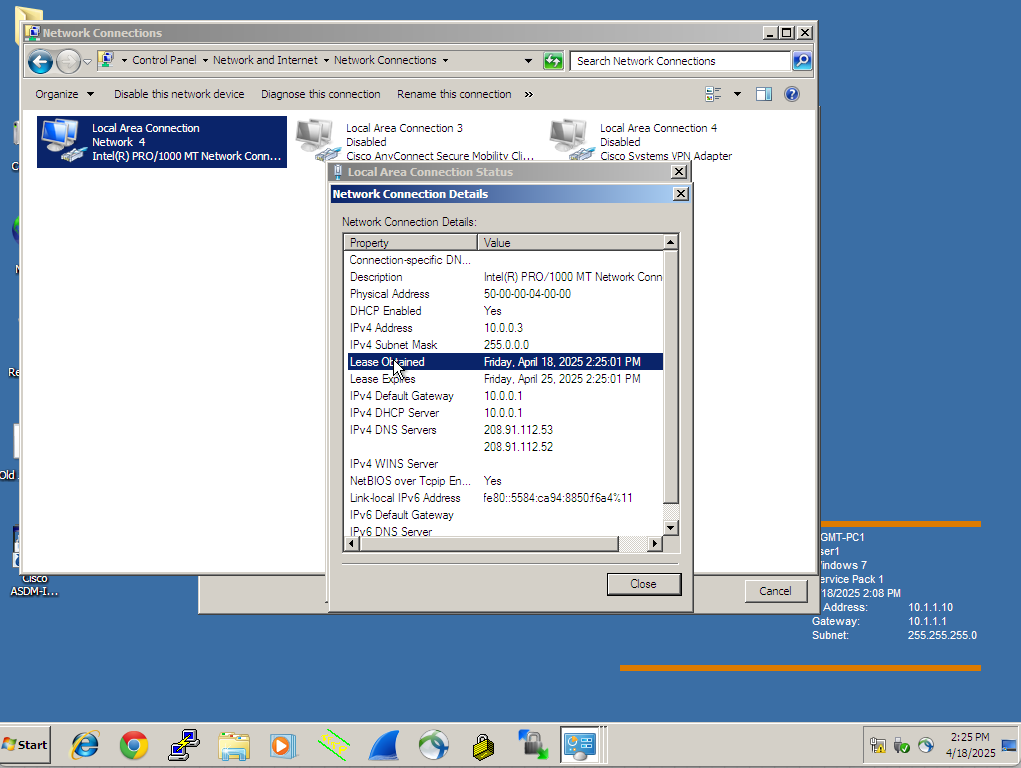 Network Connections
Control Panel Network and Internet Network Connections
Search Network Connections
Organize Disable this network device Diagnose this connection Rename this connection »
Local Area Connection
Network 4
Intel(R) PRO/1000 MT Network Conn...
Local Area Connection 3
Disabled
Cisco AnyConnect Secure Mobility Cli...
Local Area Connection 4
Disabled
Cisco Systems VPN Adapter
Local Area Connection Status
Network Connection Details
Network Connection Details:
Property Value
Connection-specific DN...
Description Intel(R) PRO/1000 MT Network Conn
Physical Address 50-00-00-04-00-00
DHCP Enabled Yes
IPv4 Address 10.0.0.3
IPv4 Subnet Mask 255.0.0.0
Lease Obtained Friday, April 18, 2025 2:25:01 PM
Lease Expires Friday, April 25, 2025 2:25:01 PM
IPv4 Default Gateway 10.0.0.1
IPv4 DHCP Server 10.0.0.1
IPv4 DNS Servers 208.91.112.53
208.91.112.52
IPv4 WINS Server
NetBIOS over Tcpip En... Yes
Link-local IPv6 Address fe80::5584:ca94:8850:f6a4%11
IPv6 Default Gateway
IPv6 DNS Server
Close
Cancel
Old
Cisco
ASDM-I...
GMT-PC1
ser1
indows 7
ervice Pack 1
/18/2025 2:08 PM
Address: 10.1.1.10
Gateway: 10.1.1.1
Subnet: 255.255.255.0
Start
2:25 PM
4/18/2025